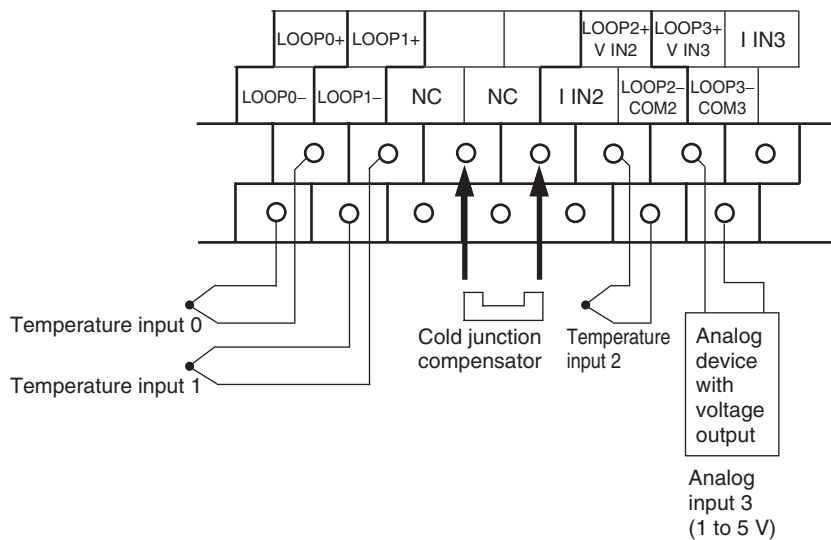 LOOP0+ LOOP1+ LOOP2+ LOOP3+ I IN3
V IN2 V IN3
LOOP0– LOOP1– NC NC I IN2 LOOP2– LOOP3–
COM2 COM3
Temperature input 0
Temperature input 1
Cold junction
compensator
Temperature
input 2
Analog
device
with
voltage
output
Analog
input 3
(1 to 5 V)